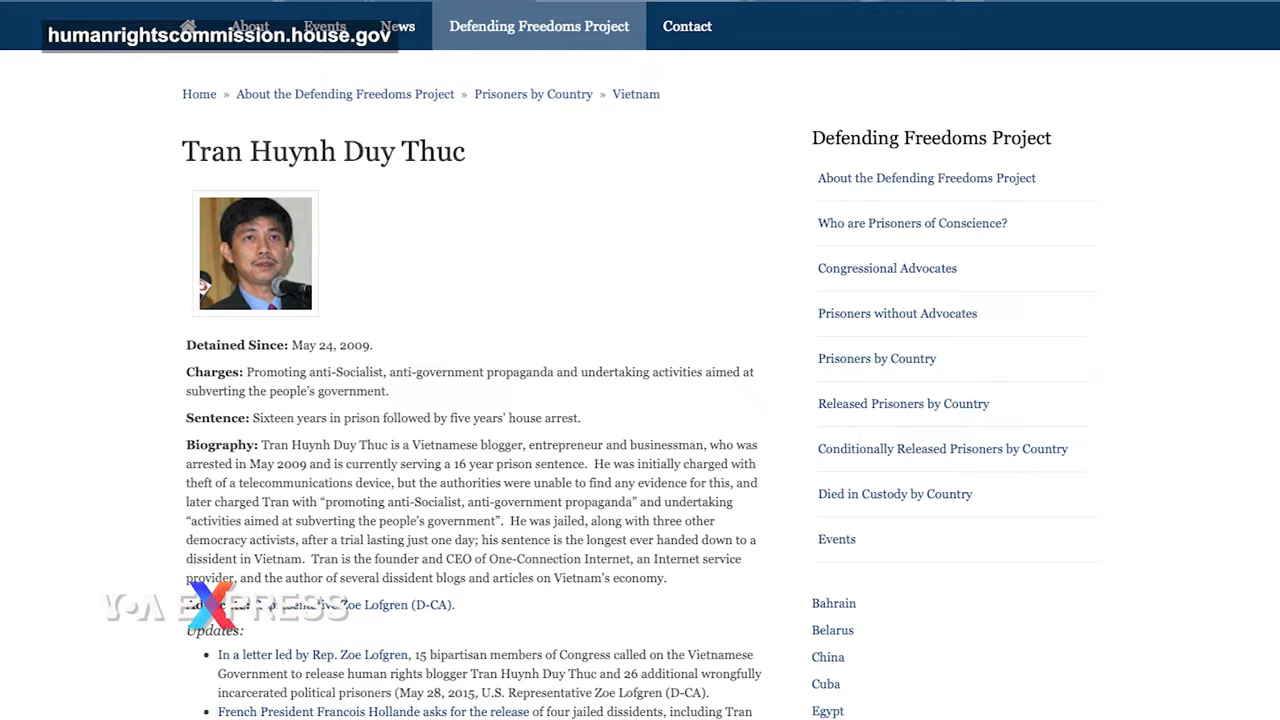 About Events News Defending Freedoms Project Contact
humanrightscommission.house.gov
Home » About the Defending Freedoms Project » Prisoners by Country » Vietnam
Tran Huynh Duy Thuc
Detained Since: May 24, 2009.
Charges: Promoting anti-Socialist, anti-government propaganda and undertaking activities aimed at
subverting the people's government.
Sentence: Sixteen years in prison followed by five years' house arrest.
Biography: Tran Huynh Duy Thuc is a Vietnamese blogger, entrepreneur and businessman, who was
arrested in May 2009 and is currently serving a 16 year prison sentence. He was initially charged with
theft of a telecommunications device, but the authorities were unable to find any evidence for this, and
later charged Tran with “promoting anti-Socialist, anti-government propaganda” and undertaking
“activities aimed at subverting the people's government”. He was jailed, along with three other
democracy activists, after a trial lasting just one day; his sentence is the longest ever handed down to a
dissident in Vietnam. Tran is the founder and CEO of One-Connection Internet, an Internet service
provider, and the author of several dissident blogs and articles on Vietnam's economy.
Zoe Lofgren (D-CA).
VOA EXPRESS
Updates:
In a letter led by Rep. Zoe Lofgren, 15 bipartisan members of Congress called on the Vietnamese
Government to release human rights blogger Tran Huynh Duy Thuc and 26 additional wrongfully
incarcerated political prisoners (May 28, 2015, U.S. Representative Zoe Lofgren (D-CA).
French President Francois Hollande asks for the release of four jailed dissidents, including Tran
Defending Freedoms Project
About the Defending Freedoms Project
Who are Prisoners of Conscience?
Congressional Advocates
Prisoners without Advocates
Prisoners by Country
Released Prisoners by Country
Conditionally Released Prisoners by Country
Died in Custody by Country
Events
Bahrain
Belarus
China
Cuba
Egypt